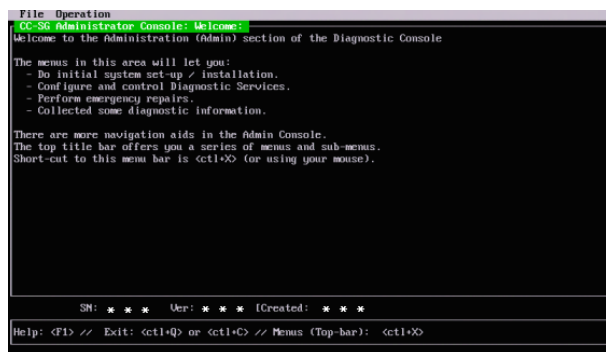 File Operation
CC-SG Administrator Console: Welcome:
Welcome to the Administration (Admin) section of the Diagnostic Console
The menus in this area will let you:
- Do initial system set-up / installation.
- Configure and control Diagnostic Services.
- Perform emergency repairs.
- Collected some diagnostic information.
There are more navigation aids in the Admin Console.
The top title bar offers you a series of menus and sub-menus.
Short-cut to this menu bar is <ctl+X> (or using your mouse).
SN: * * * Ver: * * * [Created: * * *
Help: <F1> // Exit: <ctl+Q> or <ctl+C> // Menus (Top-bar): <ctl+X>